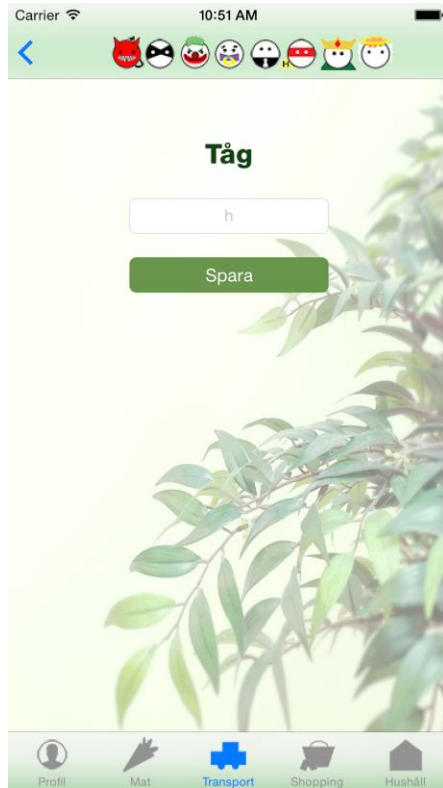 Carrier 10:51 AM
H
Tåg
h
Spara
Profil Mat Transport Shopping Hushåll